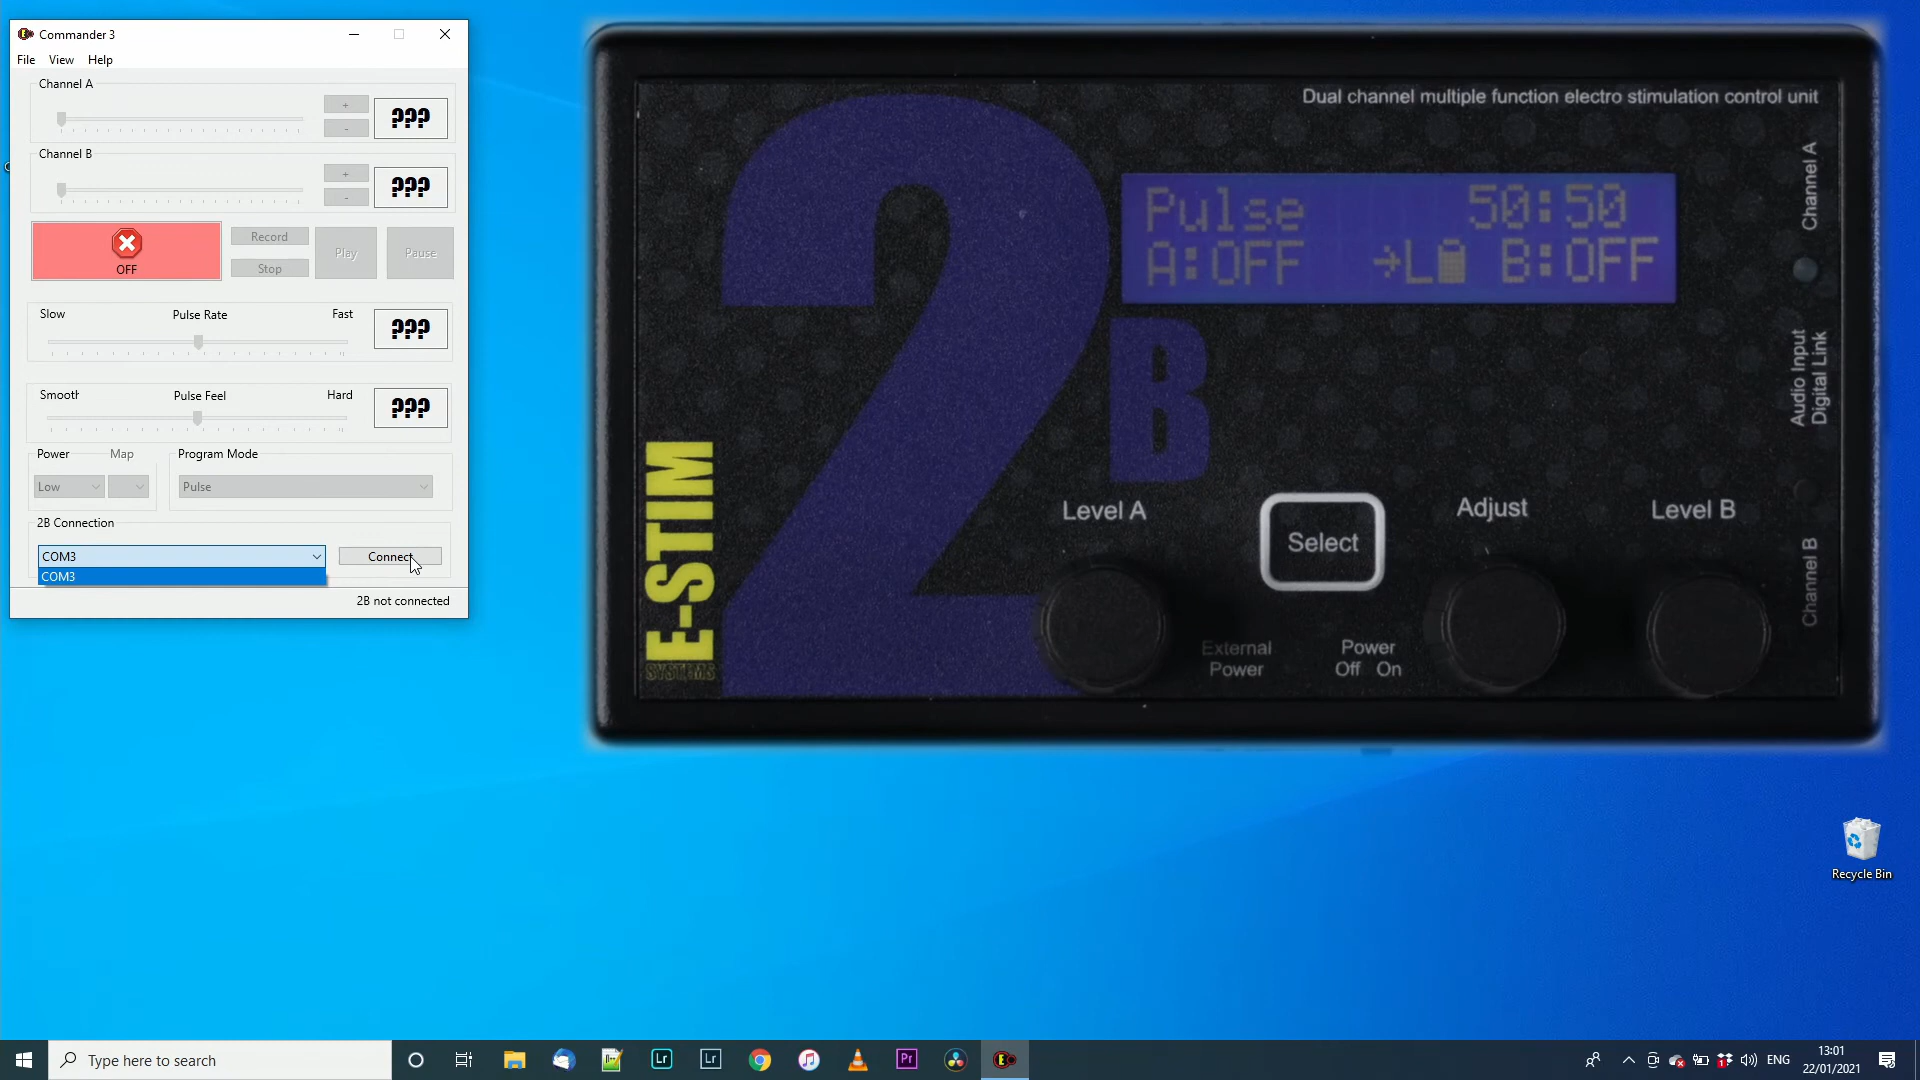 Commander 3
File View Help
Channel A
+
-
???
Channel B
+
-
???
OFF
Record
Stop
Play
Pause
Slow Pulse Rate Fast
???
Smooth Pulse Feel Hard
???
Power Map Program Mode
Low
Pulse
2B Connection
COM3
Connect
COM3
2B not connected
Dual channel multiple function electro stimulation control unit
2
B
Pulse 50:50
A:OFF →L B:OFF
Channel A
Audio Input
Digital Link
Channel B
E-STIM
SYSTEMS
Level A
Select
Adjust
Level B
External
Power
Power
Off On
Recycle Bin
Type here to search
Lr
Lr
Pr
ENG
13:01
22/01/2021